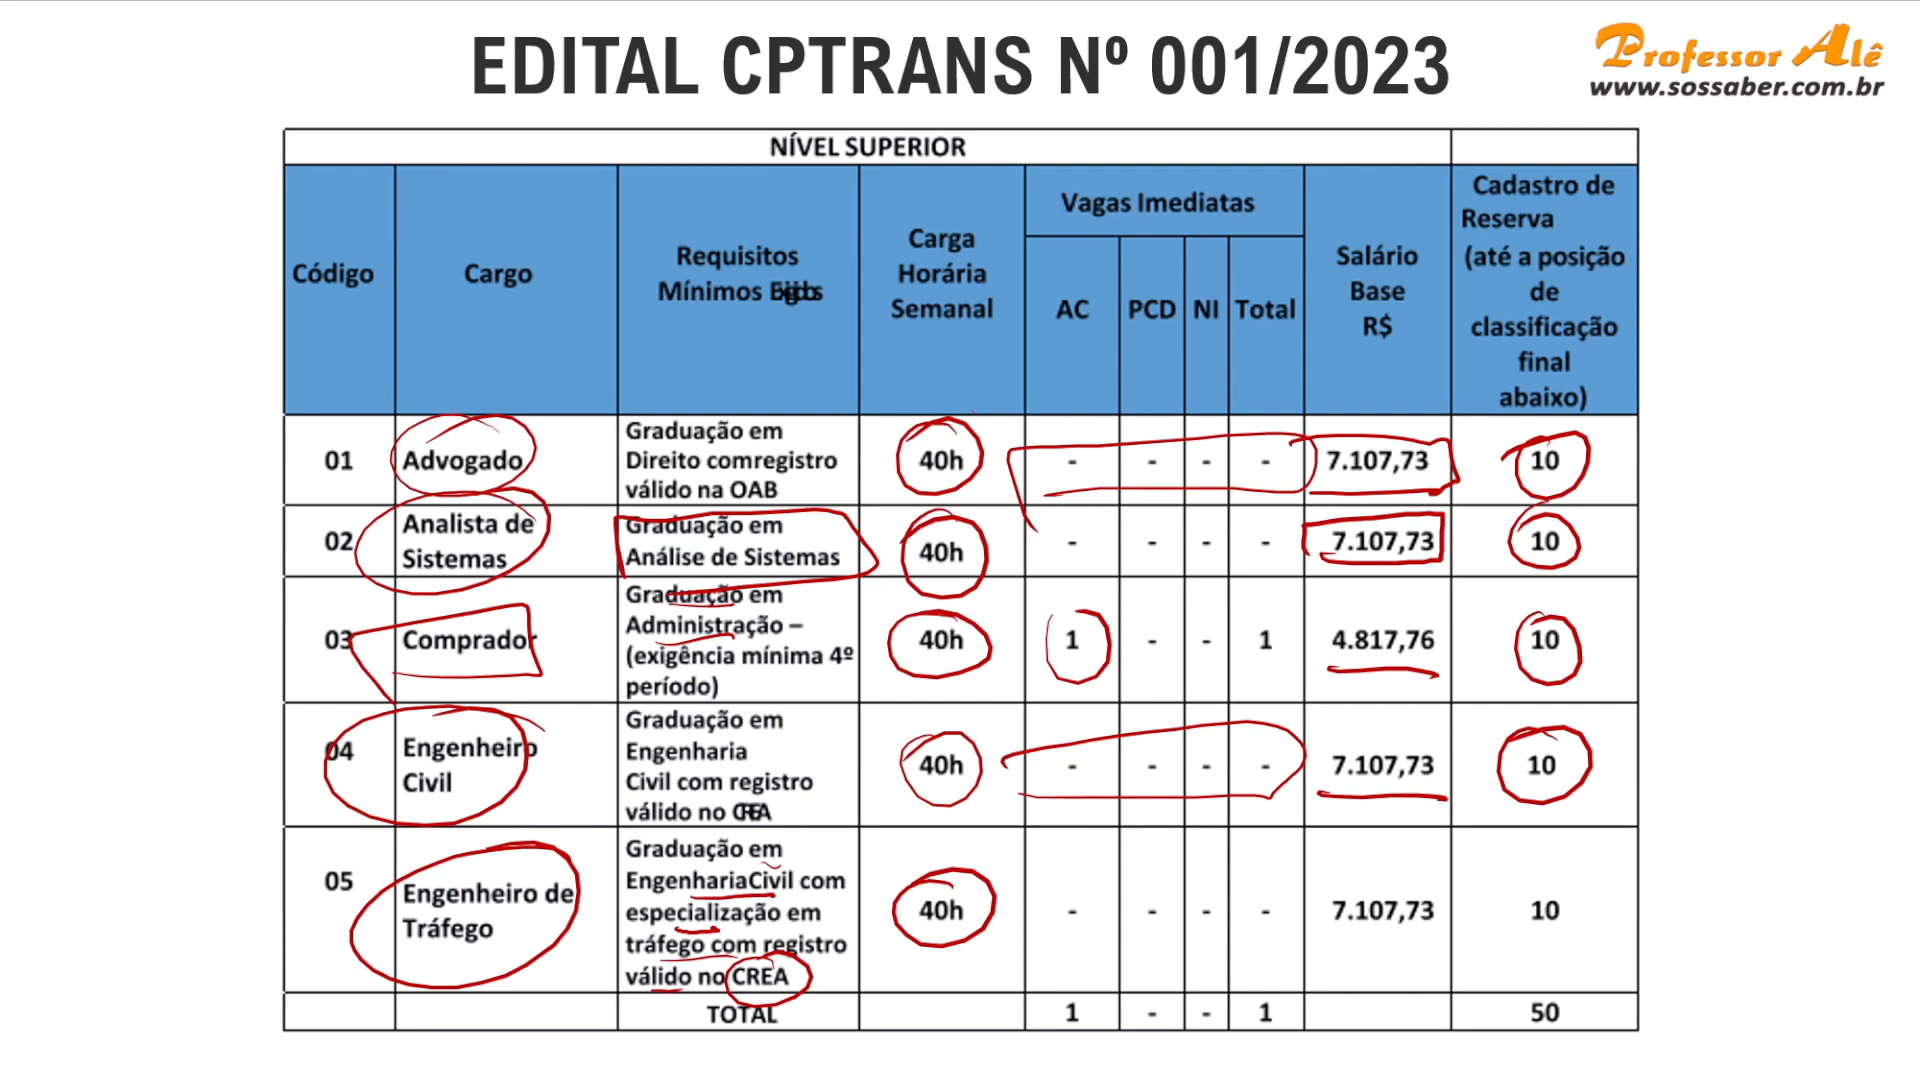 EDITAL CPTRANS Nº 001/2023
Professor Alê
www.sossaber.com.br
NÍVEL SUPERIOR
Código
Cargo
Requisitos
Mínimos
Carga
Horária
Semanal
Vagas Imediatas
AC
PCD
NI
Total
Salário
Base
R$
Cadastro de
Reserva
(até a posição
de
classificação
final
abaixo)
01
Advogado
Graduação em
Direito comregistro
válido na OAB
40h
- - - -
7.107,73
10
02
Analista de
Sistemas
Graduação em
Análise de Sistemas
40h
- - - -
7.107,73
10
03
Comprador
Graduação em
Administração –
(exigência mínima 4º
período)
40h
1 - - 1
4.817,76
10
04
Engenheiro
Civil
Graduação em
Engenharia
Civil com registro
válido no CREA
40h
- - - -
7.107,73
10
05
Engenheiro de
Tráfego
Graduação em
EngenhariaCivil com
especialização em
tráfego com registro
válido no CREA
40h
- - - -
7.107,73
10
TOTAL
1 - - 1
50